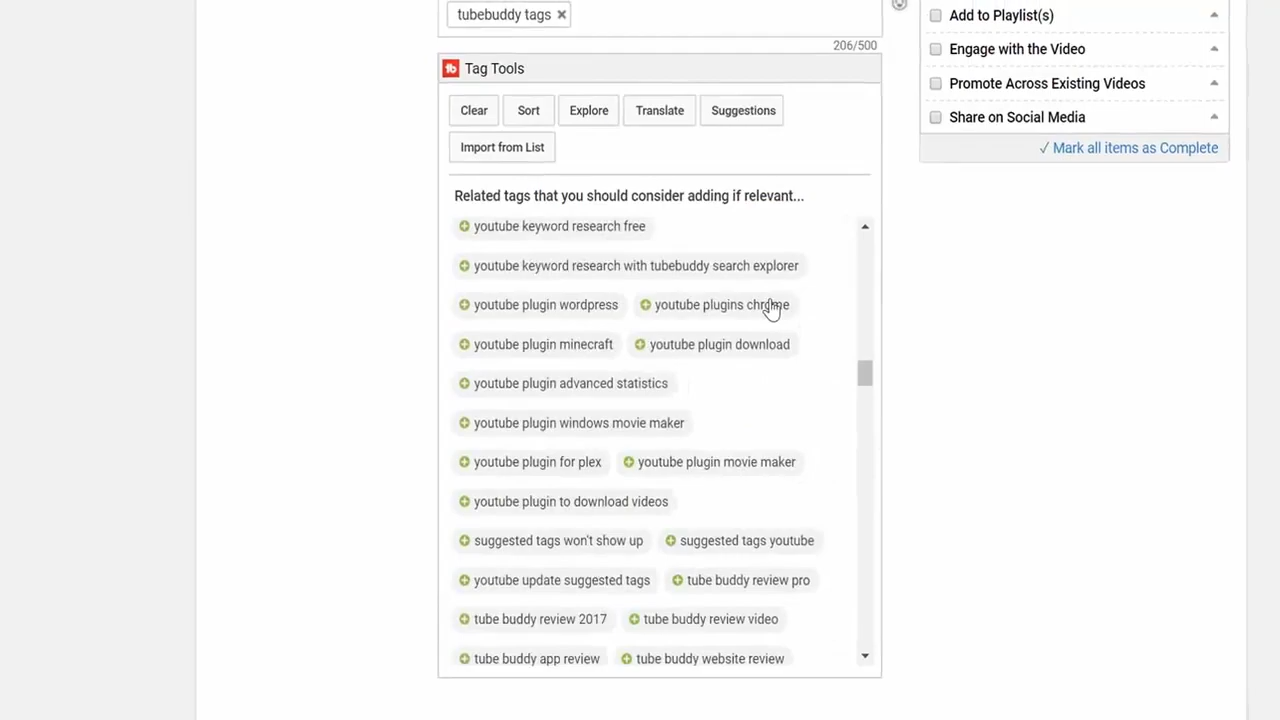 tubebuddy tags ×
206/500
tb Tag Tools
Clear Sort Explore Translate Suggestions
Import from List
Related tags that you should consider adding if relevant...
youtube keyword research free
youtube keyword research with tubebuddy search explorer
youtube plugin wordpress youtube plugins chrome
youtube plugin minecraft youtube plugin download
youtube plugin advanced statistics
youtube plugin windows movie maker
youtube plugin for plex youtube plugin movie maker
youtube plugin to download videos
suggested tags won't show up suggested tags youtube
youtube update suggested tags tube buddy review pro
tube buddy review 2017 tube buddy review video
tube buddy app review tube buddy website review
Add to Playlist(s)
Engage with the Video
Promote Across Existing Videos
Share on Social Media
✓ Mark all items as Complete